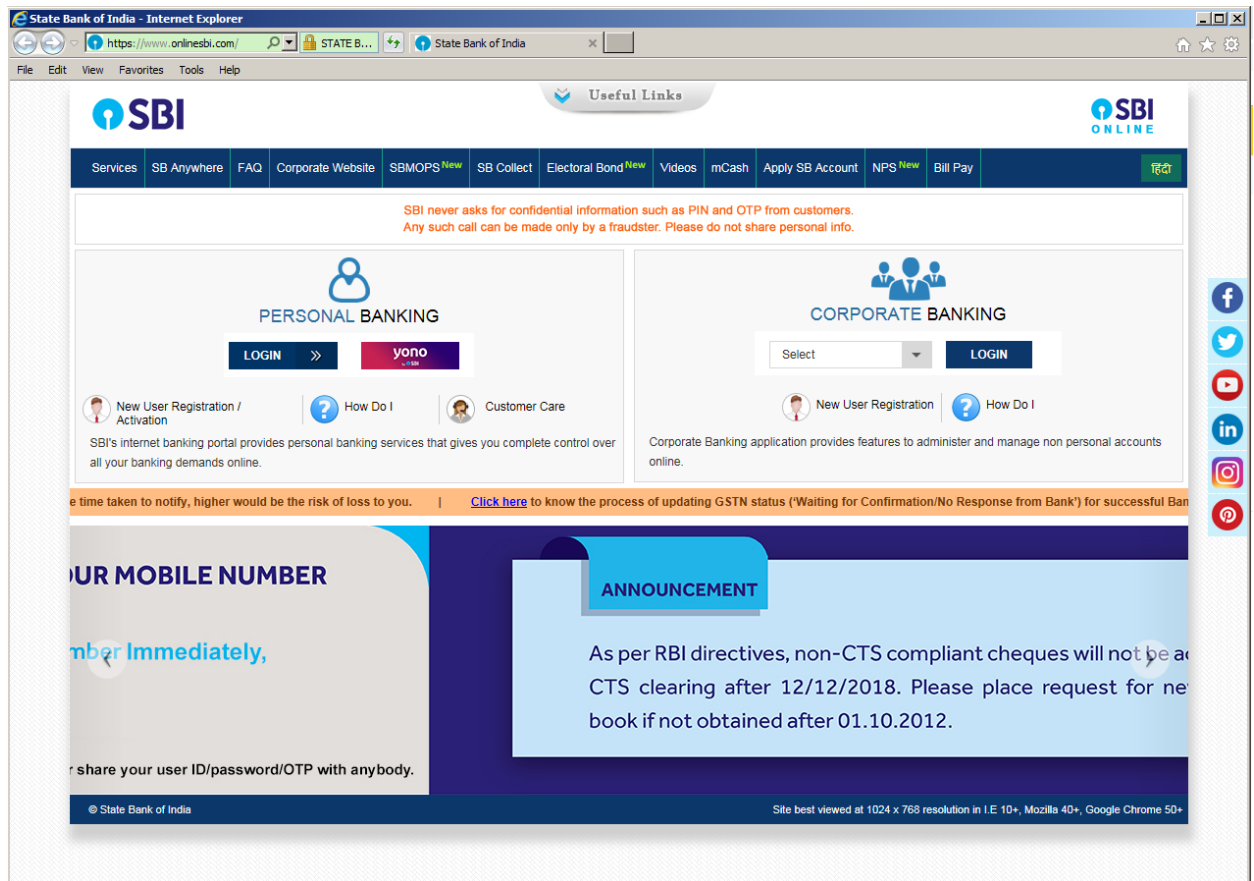 State Bank of India - Internet Explorer
https://www.onlinesbi.com/ STATE B... State Bank of India
File Edit View Favorites Tools Help
Useful Links
SBI
SBI
ONLINE
Services SB Anywhere FAQ Corporate Website SBMOPS New SB Collect Electoral Bond New Videos mCash Apply SB Account NPS New Bill Pay हिंदी
SBI never asks for confidential information such as PIN and OTP from customers.
Any such call can be made only by a fraudster. Please do not share personal info.
PERSONAL BANKING
LOGIN » yono
SBI
New User Registration /
Activation
How Do I
Customer Care
SBI's internet banking portal provides personal banking services that gives you complete control over
all your banking demands online.
CORPORATE BANKING
Select LOGIN
New User Registration How Do I
Corporate Banking application provides features to administer and manage non personal accounts
online.
e time taken to notify, higher would be the risk of loss to you. | Click here to know the process of updating GSTN status ('Waiting for Confirmation/No Response from Bank') for successful Ban
OUR MOBILE NUMBER
mber Immediately,
r share your user ID/password/OTP with anybody.
ANNOUNCEMENT
As per RBI directives, non-CTS compliant cheques will not be a
CTS clearing after 12/12/2018. Please place request for ne
book if not obtained after 01.10.2012.
© State Bank of India
Site best viewed at 1024 x 768 resolution in I.E 10+, Mozilla 40+, Google Chrome 50+